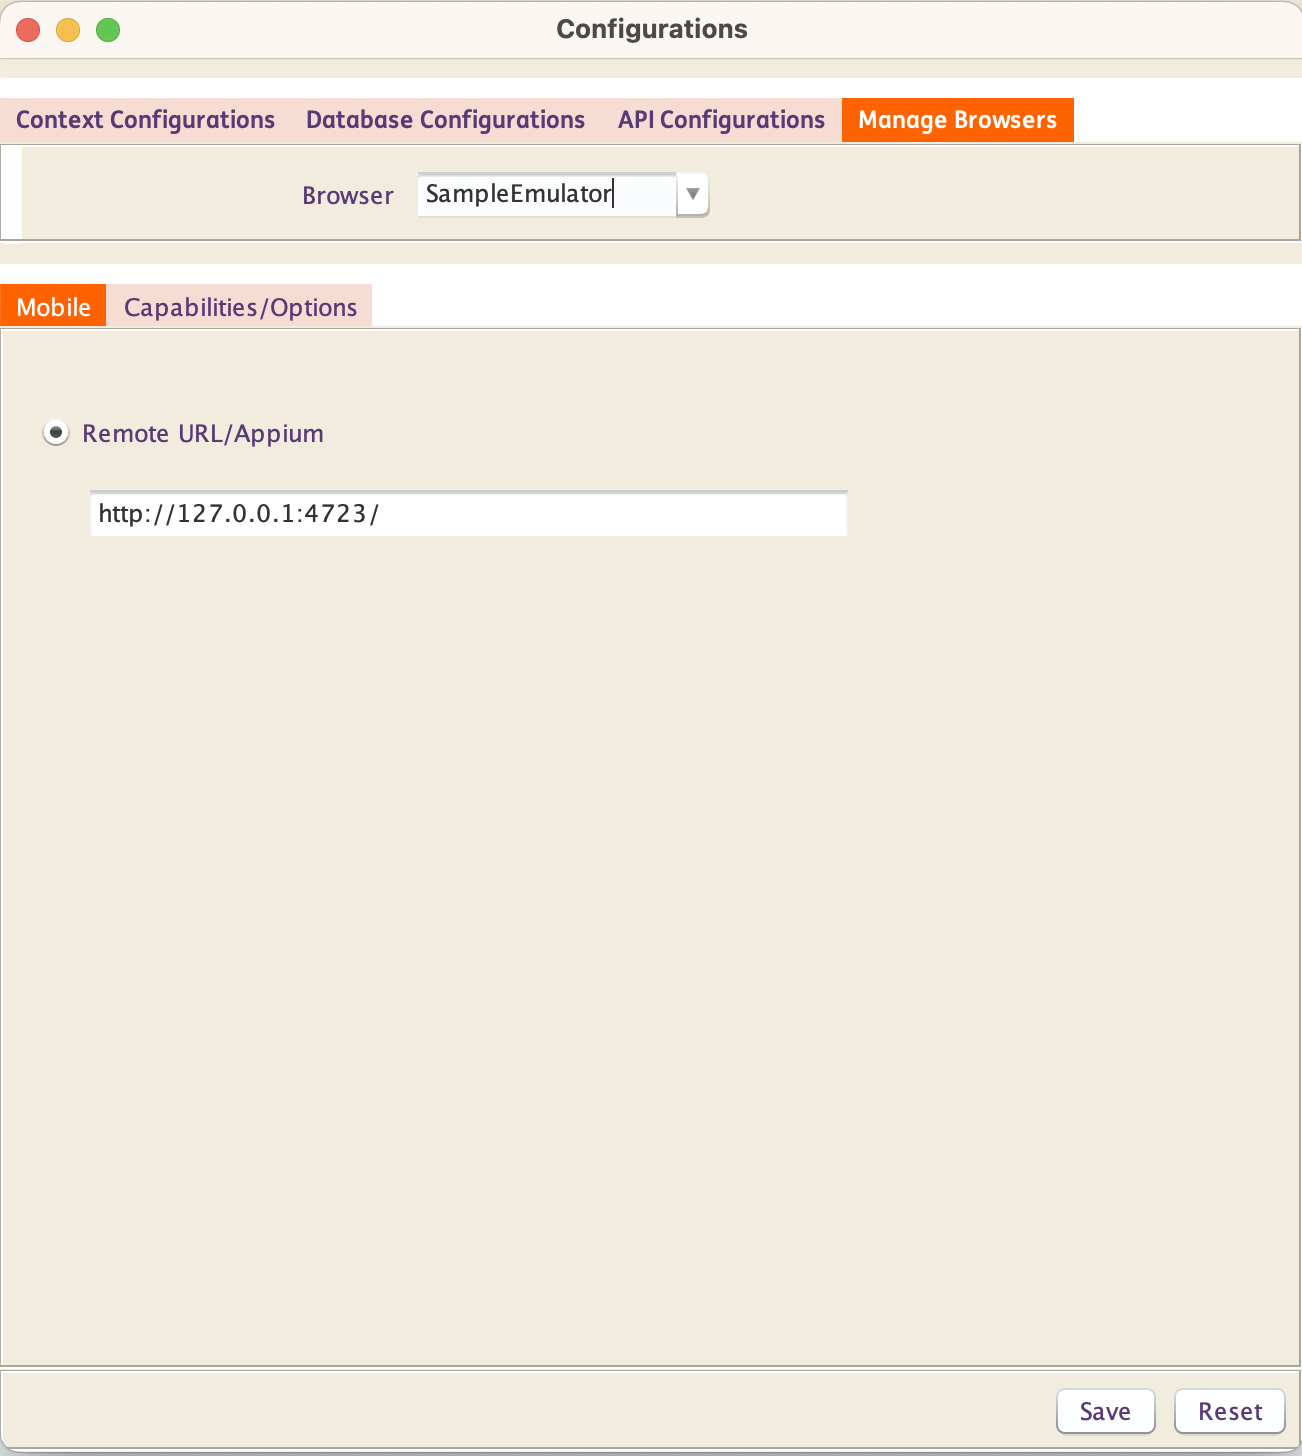 Configurations
Context Configurations Database Configurations API Configurations Manage Browsers
Browser SampleEmulator
Mobile Capabilities/Options
Remote URL/Appium
http://127.0.0.1:4723/
Save Reset